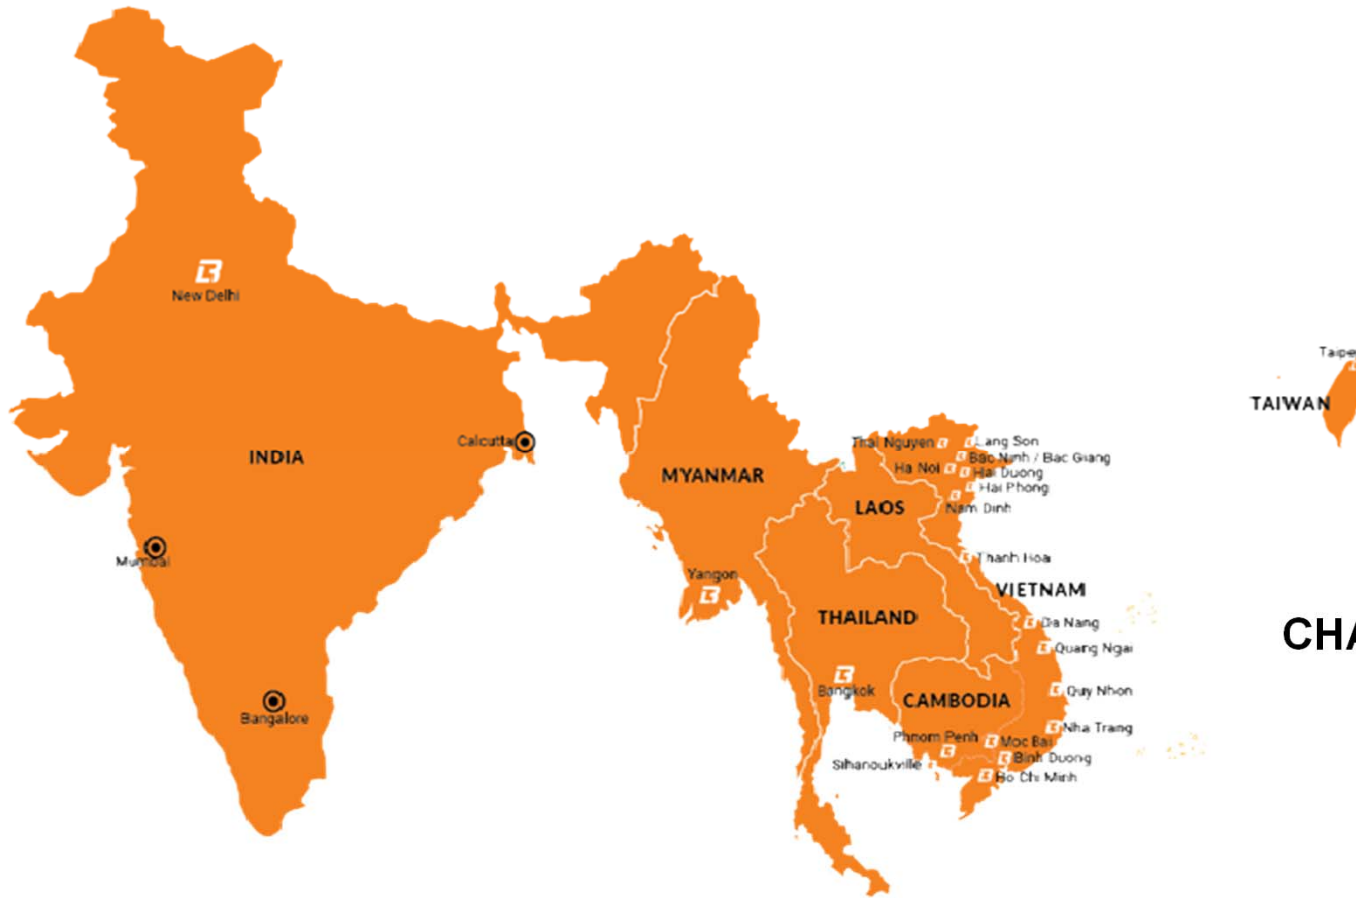 New Delhi
INDIA
Calcutta
Mumbai
Bangalore
MYANMAR
Yangon
LAOS
THAILAND
Bangkok
CAMBODIA
Phnom Penh
Sihanoukville
Thai Nguyen
Lang Son
Bac Ninh / Bac Giang
Ha Noi
Hai Duong
Hai Phong
Nam Dinh
Thanh Hoa
VIETNAM
Da Nang
Quang Ngai
Quy Nhon
Nha Trang
Moc Bai
Binh Duong
Ho Chi Minh
Taipe
TAIWAN
CHA